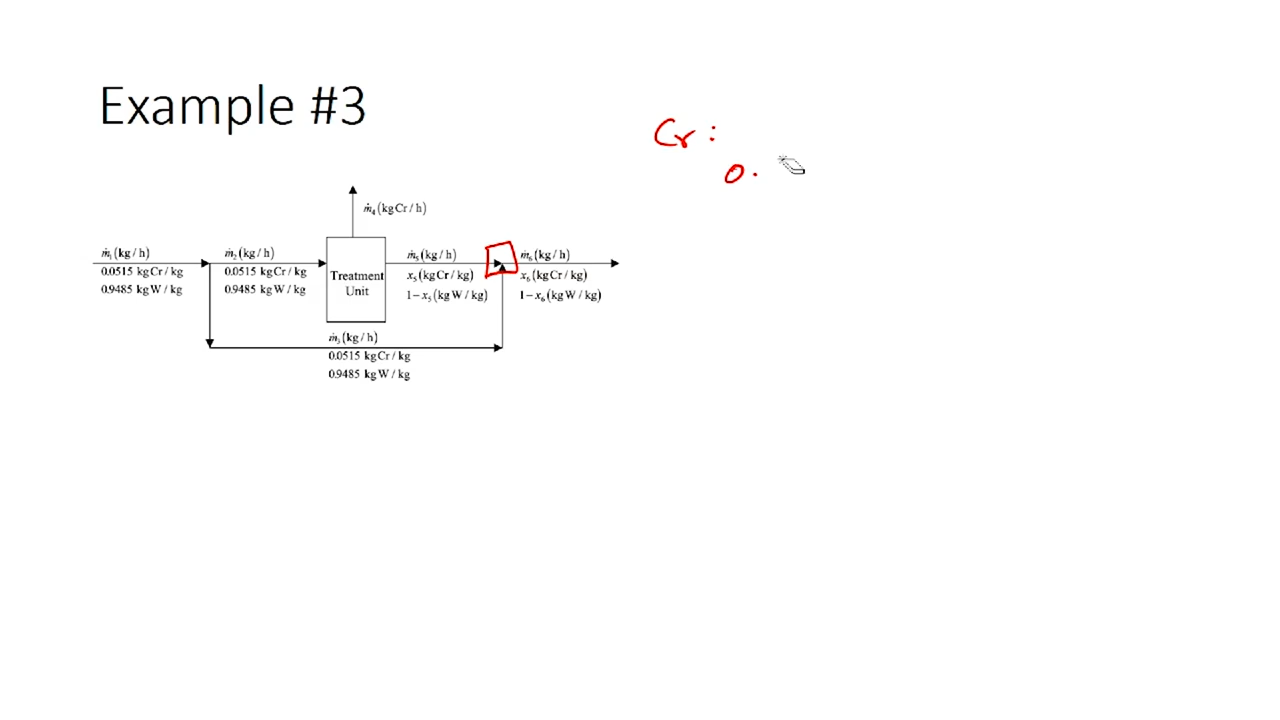 Example #3
Cr :
0.
ṁ₄(kg Cr / h)
ṁ₁(kg / h)
0.0515 kg Cr / kg
0.9485 kg W / kg
ṁ₂(kg / h)
0.0515 kg Cr / kg
0.9485 kg W / kg
Treatment
Unit
ṁ₅(kg / h)
x₅(kg Cr / kg)
1−x₅(kg W / kg)
ṁ₆(kg / h)
x₆(kg Cr / kg)
1−x₆(kg W / kg)
ṁ₃(kg / h)
0.0515 kg Cr / kg
0.9485 kg W / kg